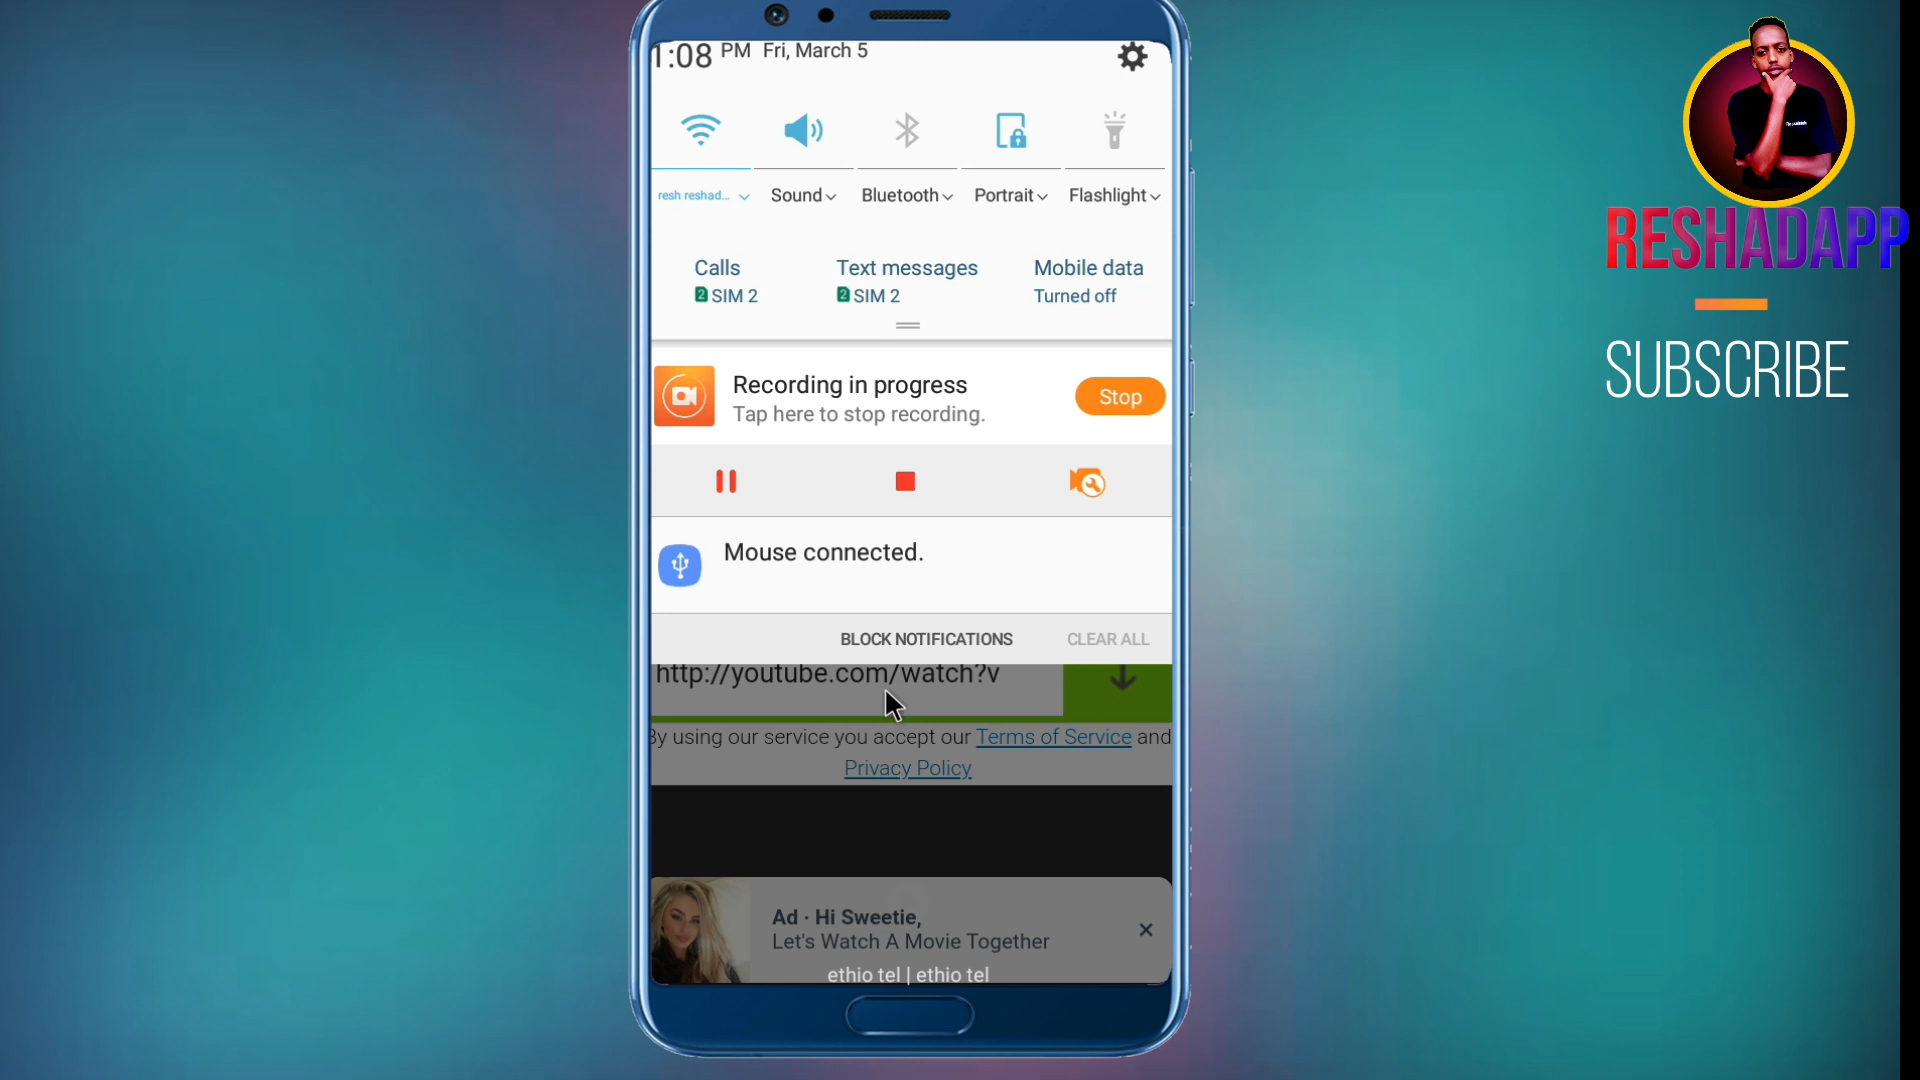 1:08 PM Fri, March 5
resh reshad...
Sound
Bluetooth
Portrait
Flashlight
Calls
2 SIM 2
Text messages
2 SIM 2
Mobile data
Turned off
Recording in progress
Tap here to stop recording.
Stop
Mouse connected.
BLOCK NOTIFICATIONS
CLEAR ALL
http://youtube.com/watch?v
By using our service you accept our Terms of Service and
Privacy Policy
Ad · Hi Sweetie,
Let's Watch A Movie Together
ethio tel | ethio tel
RESHADAPP
SUBSCRIBE